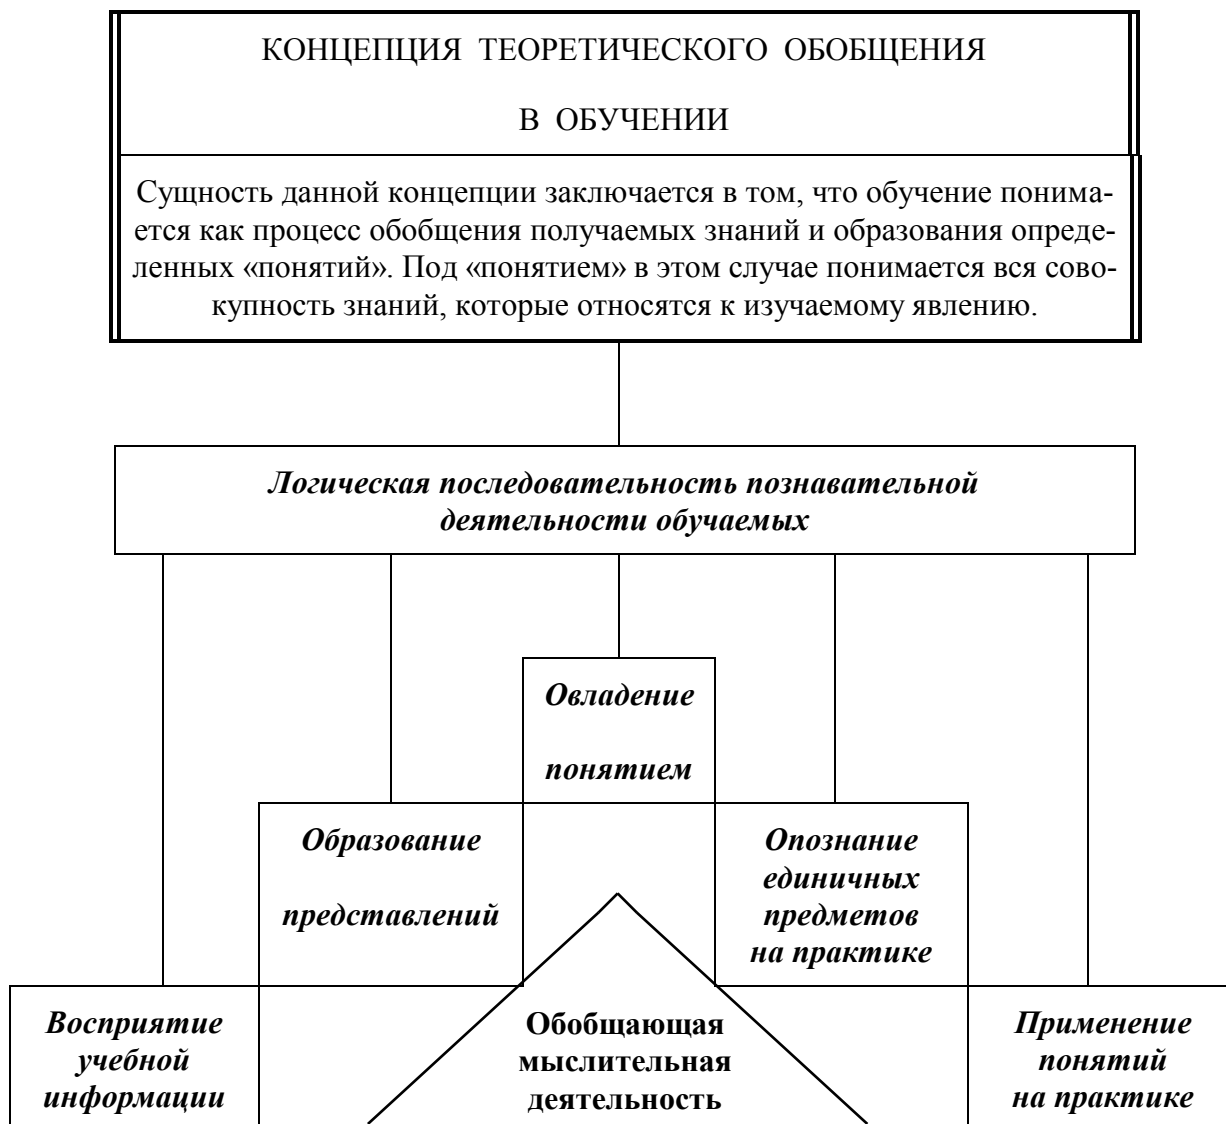 КОНЦЕПЦИЯ ТЕОРЕТИЧЕСКОГО ОБОБЩЕНИЯ
В ОБУЧЕНИИ
Сущность данной концепции заключается в том, что обучение понима-
ется как процесс обобщения получаемых знаний и образования опреде-
ленных «понятий». Под «понятием» в этом случае понимается вся сово-
купность знаний, которые относятся к изучаемому явлению.
Логическая последовательность познавательной
деятельности обучаемых
Овладение
понятием
Образование
представлений
Опознание
единичных
предметов
на практике
Восприятие
учебной
информации
Обобщающая
мыслительная
деятельность
Применение
понятий
на практике